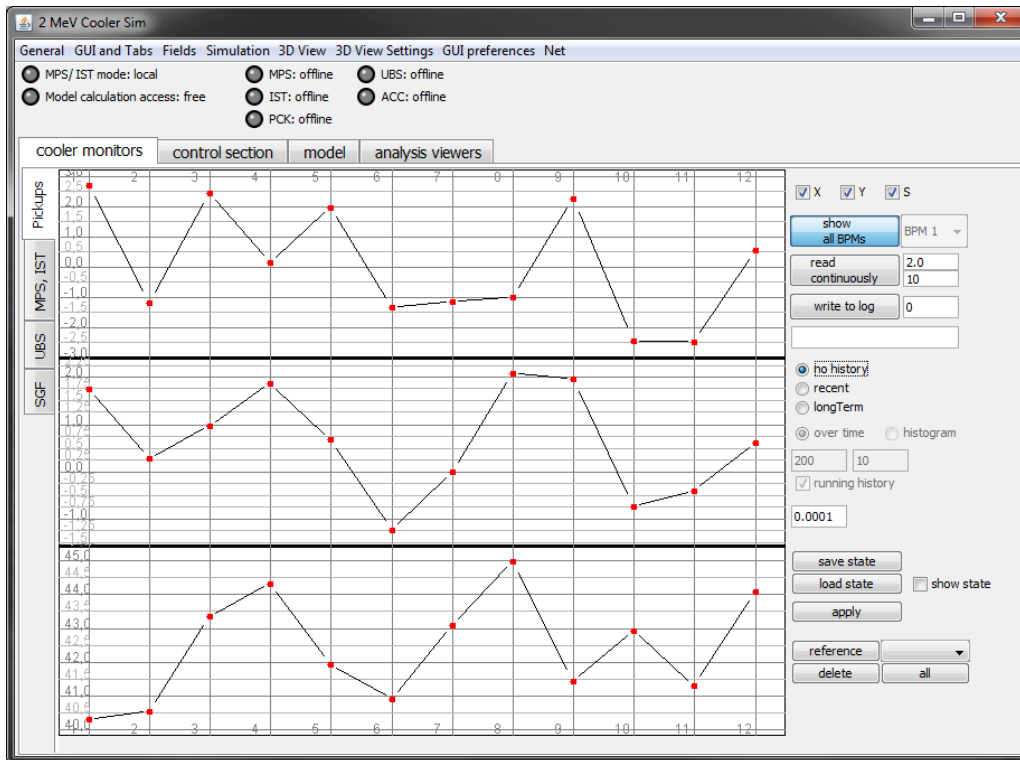 2 MeV Cooler Sim
General GUI and Tabs Fields Simulation 3D View 3D View Settings GUI preferences Net
MPS/ IST mode: local MPS: offline UBS: offline
Model calculation access: free IST: offline ACC: offline
PCK: offline
cooler monitors control section model analysis viewers
Pickups
MPS, IST
UBS
SGF
1 2 3 4 5 6 7 8 9 10 11 12
3,0
2,5
2,0
1,5
1,0
0,5
0,0
-0,5
-1,0
-1,5
-2,0
-2,5
-3,0
2,0
1,75
1,5
1,0
0,75
0,5
0,0
-0,25
-0,5
-0,75
-1,0
-1,25
-1,5
45,0
44,5
44,0
43,5
43,0
42,5
42,0
41,5
41,0
40,5
40,0
1 2 3 4 5 6 7 8 9 10 11 12
X Y S
show
all BPMs
BPM 1
read
continuously
2.0
10
write to log 0
no history
recent
longTerm
over time histogram
200 10
running history
0.0001
save state
load state show state
apply
reference
delete all